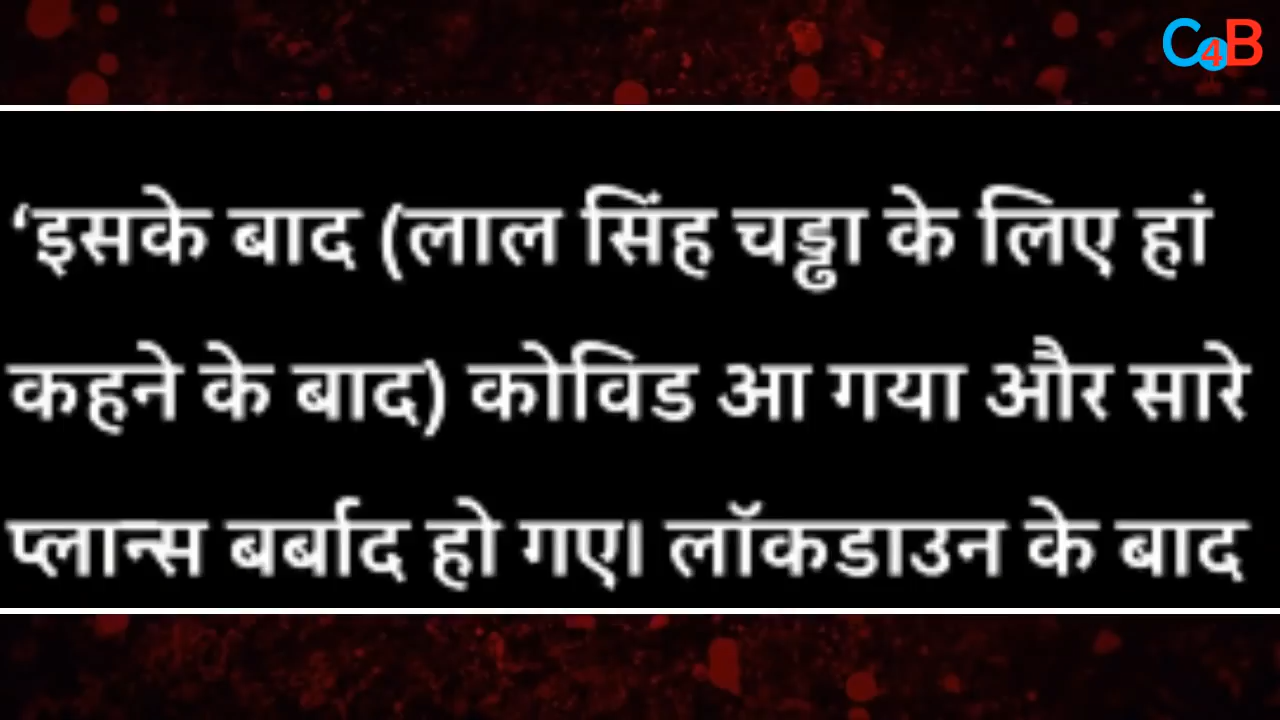 C4B
‘इसके बाद (लाल सिंह चड्ढा के लिए हां
कहने के बाद) कोविड आ गया और सारे
प्लान्स बर्बाद हो गए। लॉकडाउन के बाद